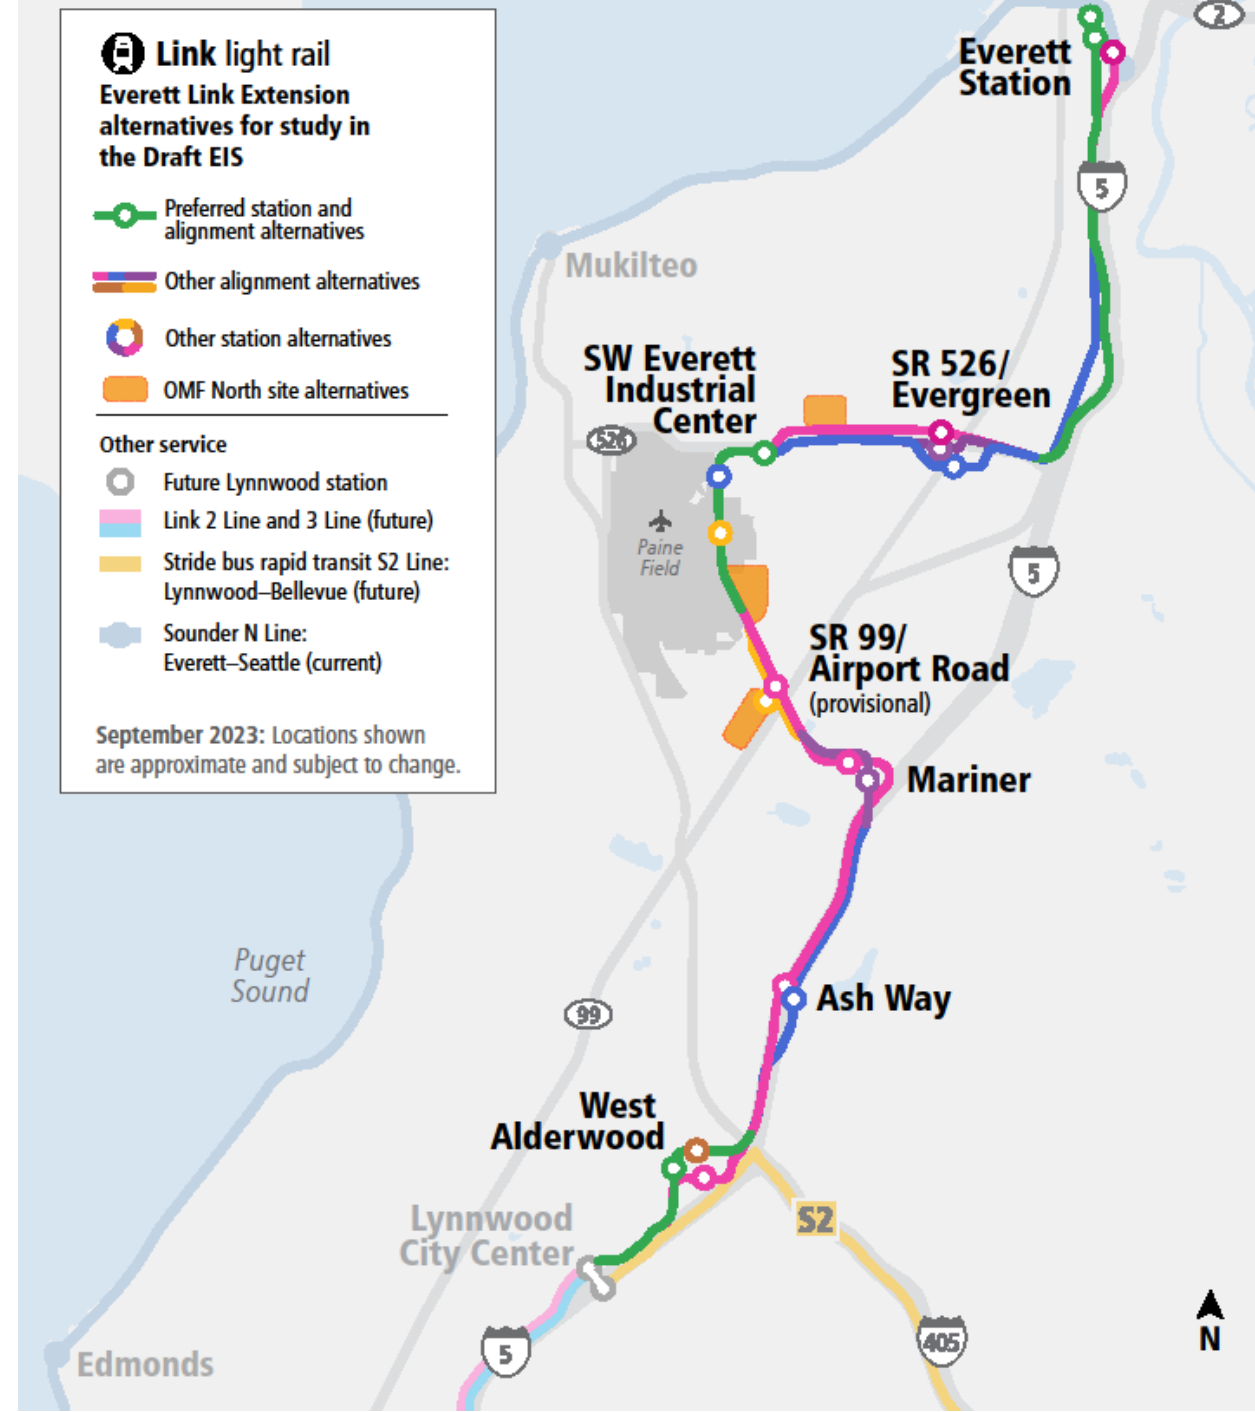 Link light rail
Everett Link Extension
alternatives for study in
the Draft EIS
Preferred station and
alignment alternatives
Other alignment alternatives
Other station alternatives
OMF North site alternatives
Other service
Future Lynnwood station
Link 2 Line and 3 Line (future)
Stride bus rapid transit S2 Line:
Lynnwood–Bellevue (future)
Sounder N Line:
Everett–Seattle (current)
September 2023: Locations shown
are approximate and subject to change.
2
Everett
Station
5
Mukilteo
SW Everett
Industrial
Center
SR 526/
Evergreen
526
Paine
Field
5
SR 99/
Airport Road
(provisional)
Mariner
Puget
Sound
99
Ash Way
West
Alderwood
Lynnwood
City Center
S2
5
405
N
Edmonds